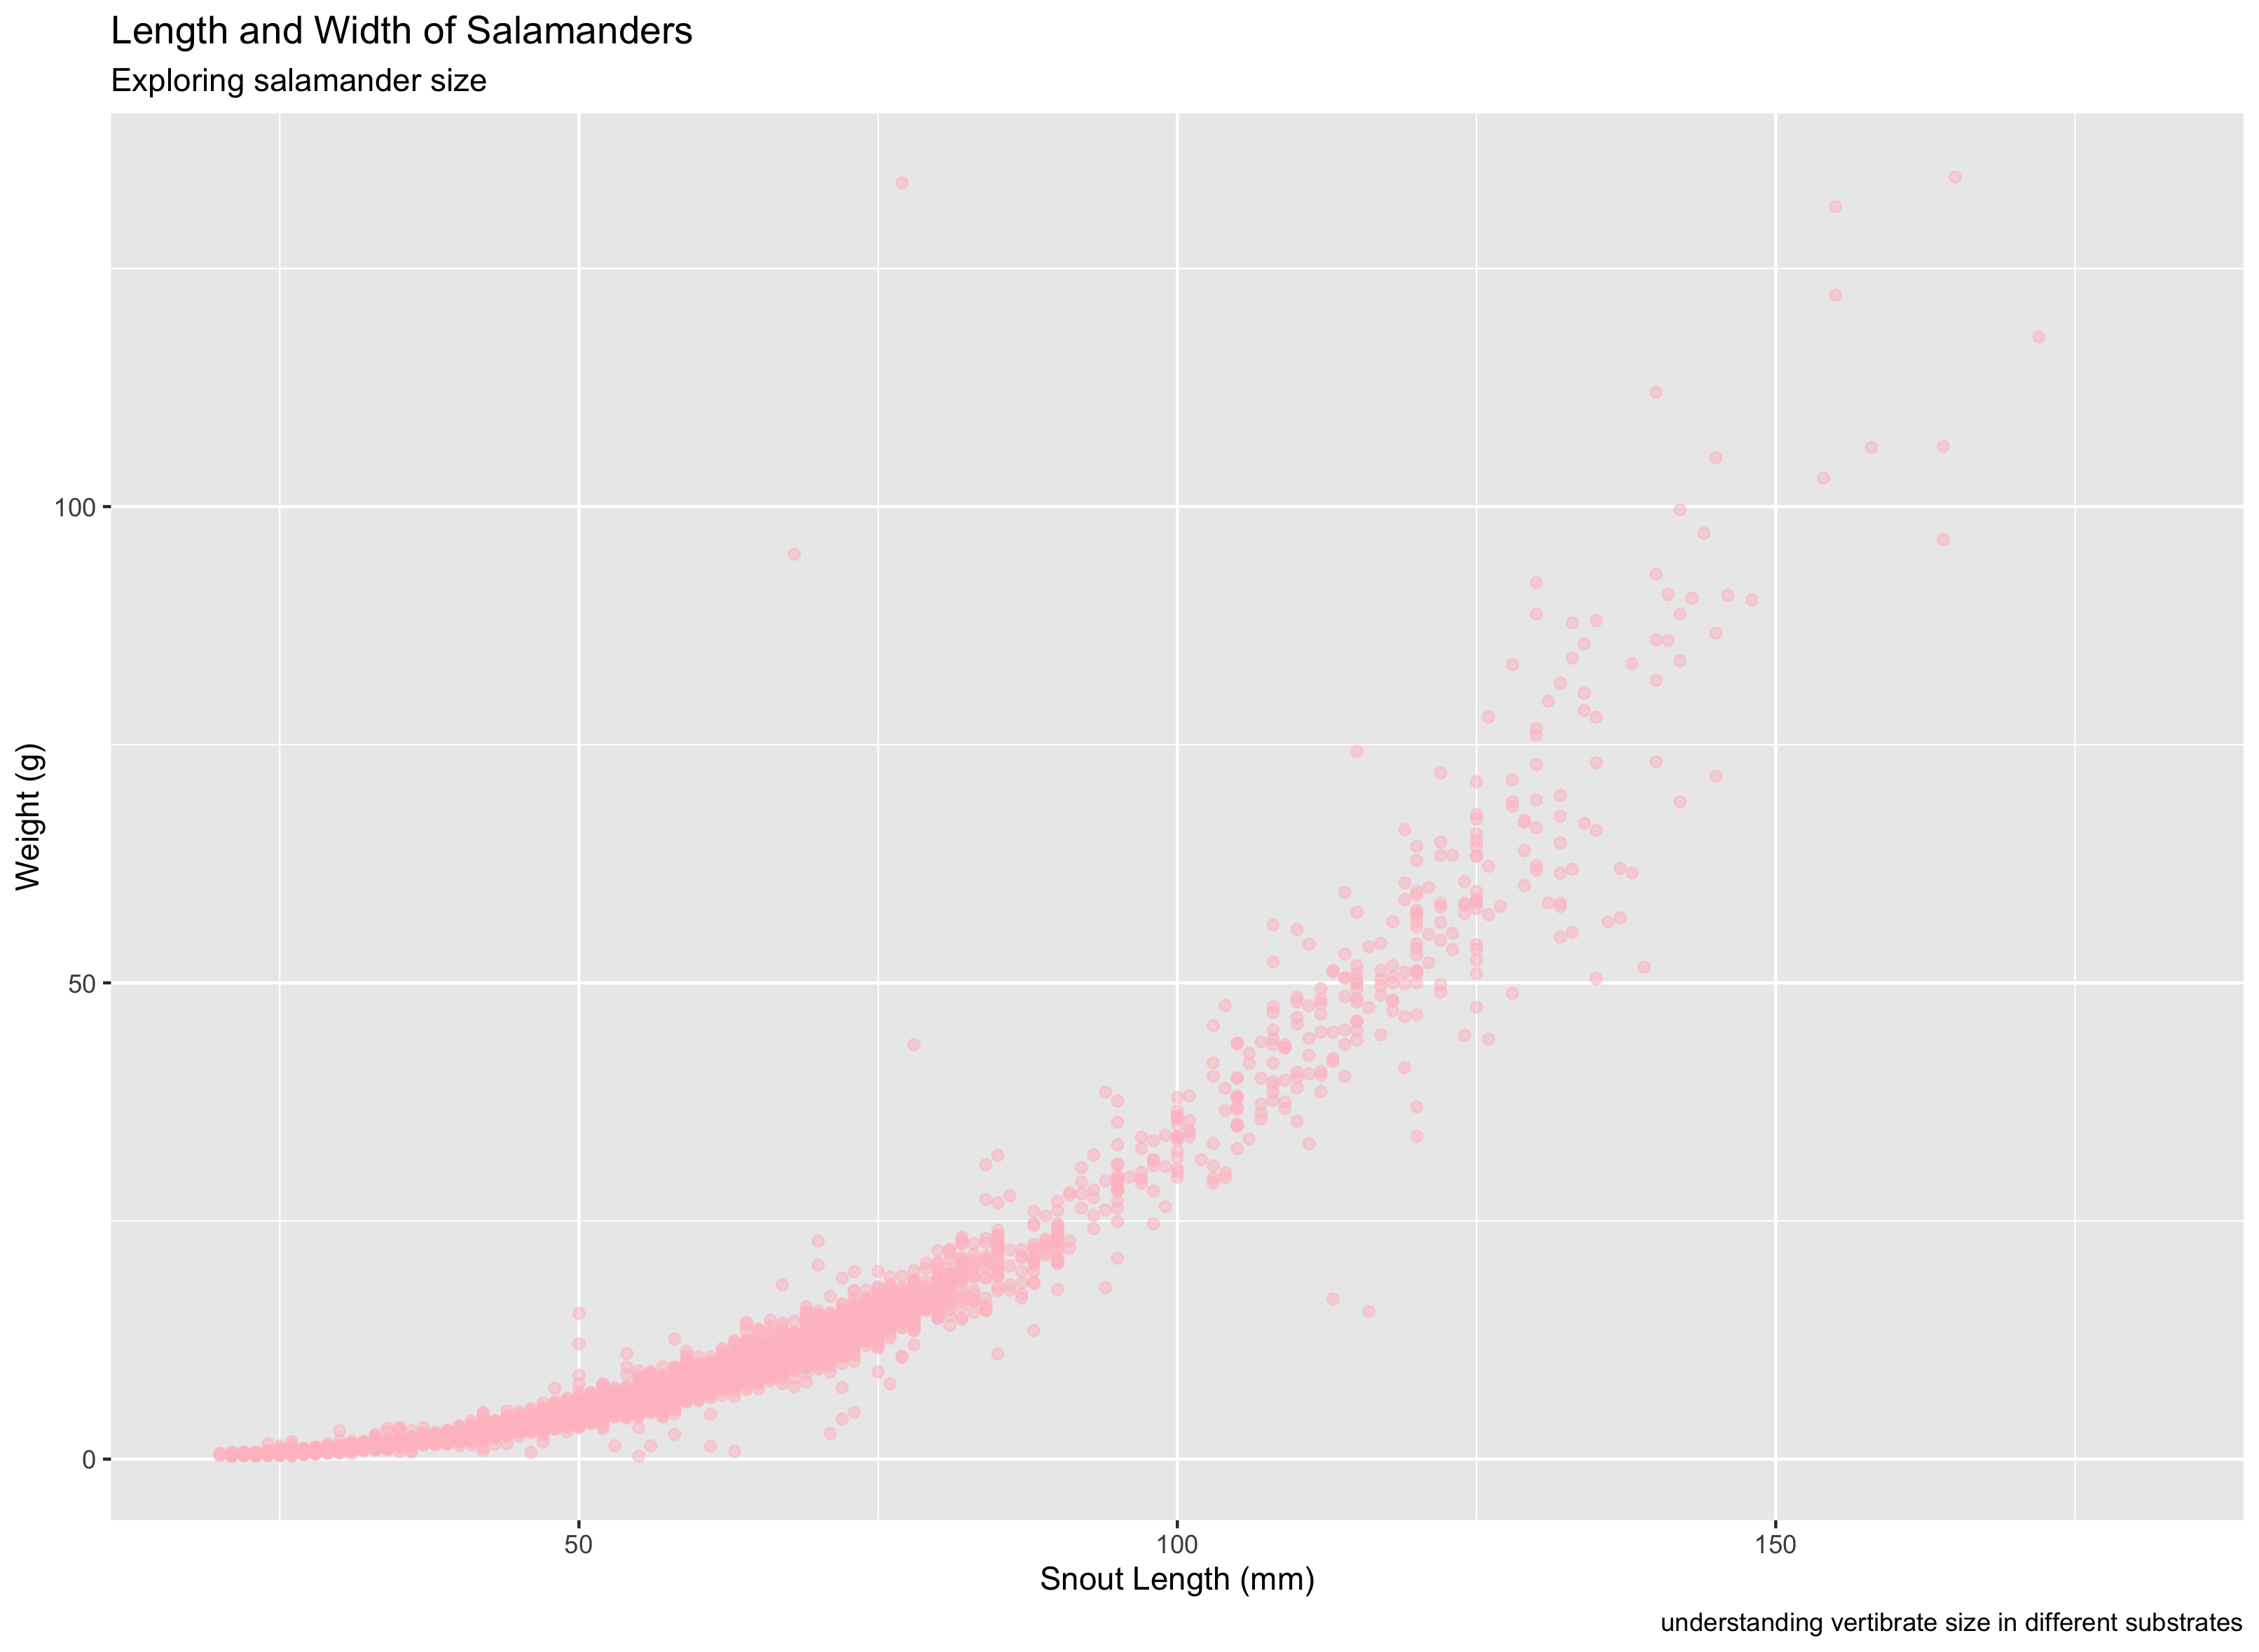 Length and Width of Salamanders
Exploring salamander size
Weight (g)
100
50
0
50
100
150
Snout Length (mm)
understanding vertibrate size in different substrates